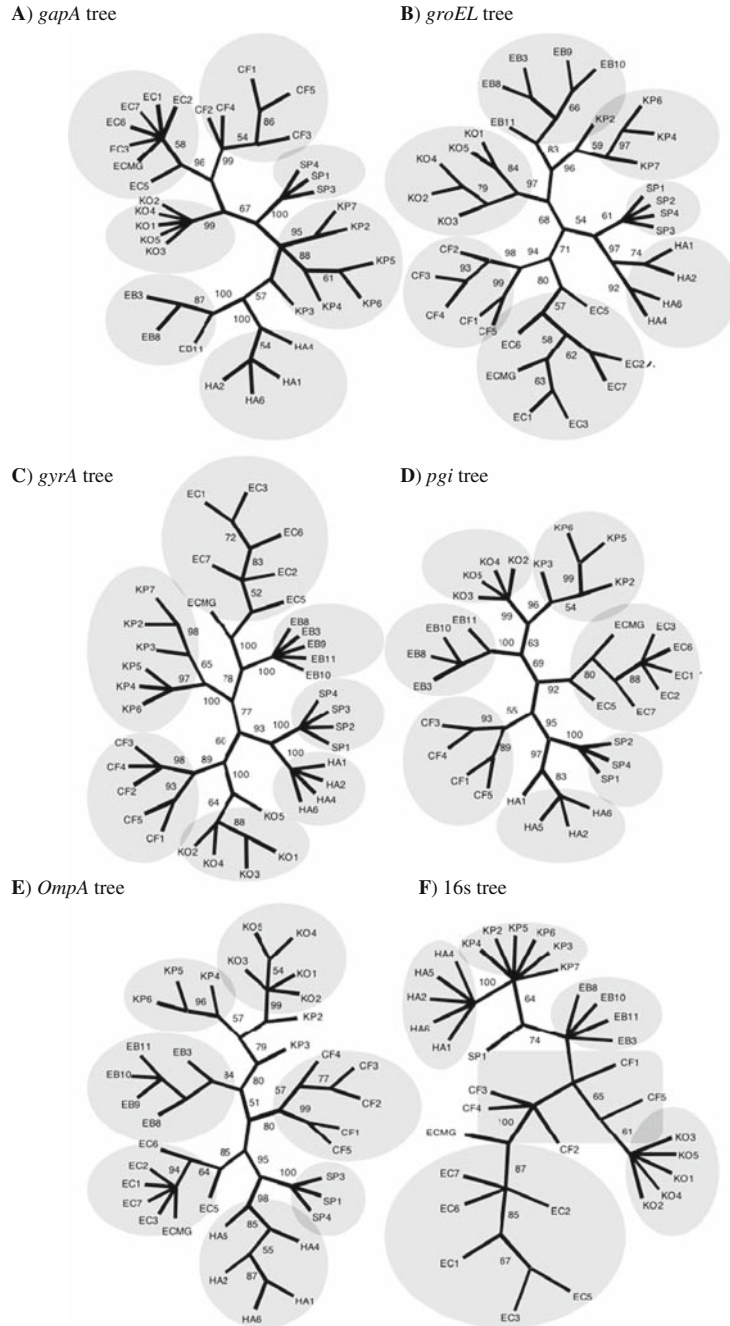 A) gapA tree
B) groEL tree
CF1
CF5
EC1
EC2
EC7
EC6
EC3
ECMG
EC5
CF2
CF4
86
CF3
54
99
58
96
SP4
SP1
SP3
KO2
KO4
KO1
KO5
KO3
67
100
99
KP7
KP2
95
88
KP5
61
KP4
KP6
KP3
57
100
100
EB3
87
EB8
EB11
HA4
54
HA2
HA1
HA6
EB9
EB3
EB10
EB8
66
EB11
KP2
KP6
KP4
97
59
KP7
83
96
KO1
KO5
KO4
84
KO2
79
KO3
97
68
54
SP1
SP2
SP4
SP3
61
HA1
74
97
HA2
92
HA6
HA4
CF2
98
94
71
CF3
93
CF4
99
CF1
CF5
80
EC5
57
EC6
58
62
EC2
ECMG
EC7
63
EC1
EC3
C) gyrA tree
D) pgi tree
EC3
EC1
EC6
72
83
EC7
EC2
52
EC5
ECMG
KP7
KP2
98
KP3
KP5
65
KP4
97
KP6
100
100
EB8
EB3
EB9
EB11
EB10
100
78
77
SP4
SP3
SP2
SP1
100
93
100
HA1
HA2
HA4
HA6
60
CF3
98
89
CF4
CF2
93
CF5
CF1
100
64
KO5
88
KO2
KO4
KO1
KO3
KP6
KP5
KO2
KO4
KP3
KO5
KO3
99
KP2
96
54
99
EB11
EB10
100
63
EB8
EB3
69
ECMG
EC3
EC6
80
88
EC1
EC2
92
EC5
EC7
55
CF3
93
CF4
89
CF1
CF5
95
100
SP2
SP4
SP1
97
83
HA1
HA6
HA5
HA2
E) OmpA tree
F) 16s tree
KO5
KO4
KO3
54
KO1
KO2
99
KP5
KP4
KP6
96
57
KP2
79
KP3
80
EB11
EB3
EB10
84
EB9
EB8
51
CF4
CF3
57
77
CF2
99
80
CF1
CF5
EC6
85
EC2
94
64
EC1
EC7
EC5
EC3
ECMG
95
100
SP3
SP1
SP4
98
HA5
85
HA4
55
HA2
87
HA1
HA6
KP5
KP2
KP6
KP4
KP3
HA4
KP7
HA5
100
HA2
64
HA6
HA1
SP1
74
EB8
EB10
EB11
EB3
CF1
CF3
65
CF5
CF4
61
100
ECMG
CF2
KO3
KO5
KO1
KO4
KO2
87
EC7
EC6
EC2
85
EC1
67
EC5
EC3